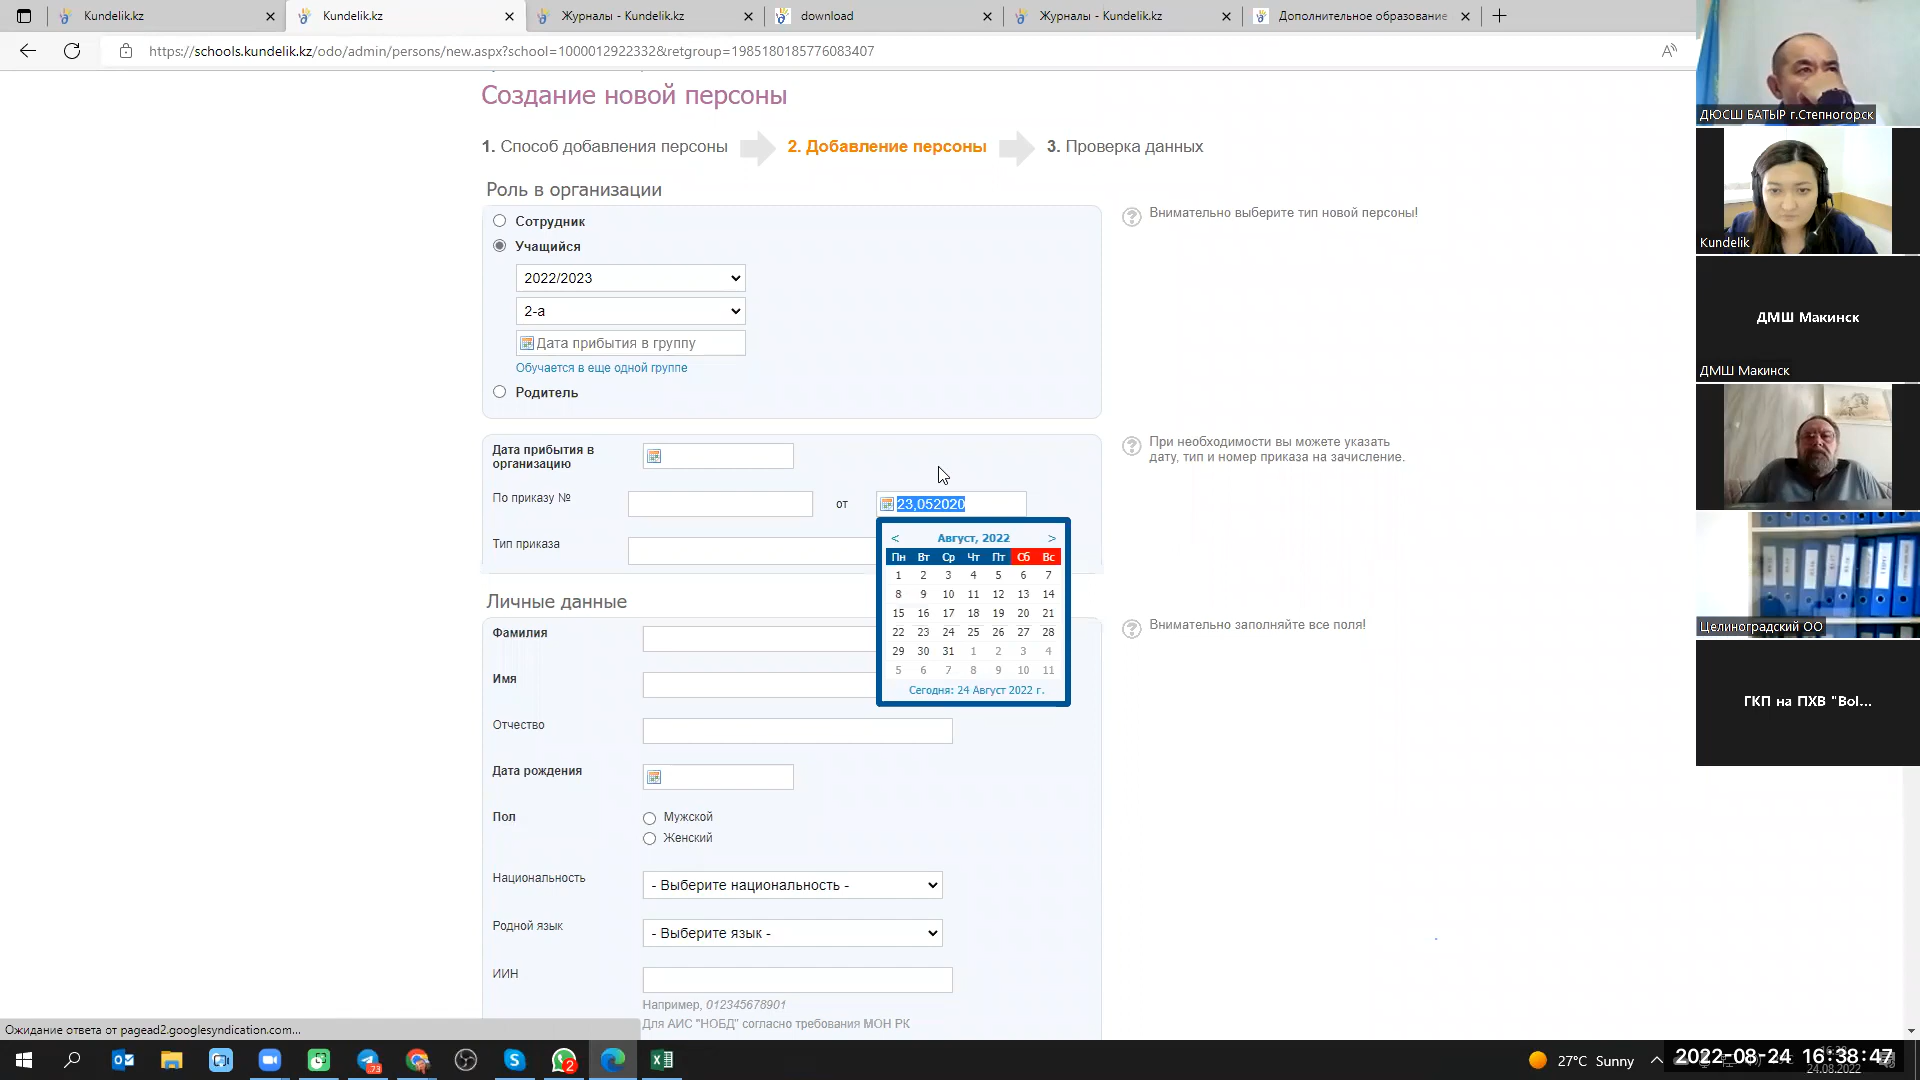 Kundelik.kz
Kundelik.kz
Журналы - Kundelik.kz
download
Журналы - Kundelik.kz
Дополнительное образование
https://schools.kundelik.kz/odo/admin/persons/new.aspx?school=1000012922332&retgroup=1985180185776083407
Создание новой персоны
1. Способ добавления персоны
2. Добавление персоны
3. Проверка данных
Роль в организации
Сотрудник
Внимательно выберите тип новой персоны!
Учащийся
2022/2023
2-а
Дата прибытия в группу
Обучается в еще одной группе
Родитель
Дата прибытия в
организацию
При необходимости вы можете указать
дату, тип и номер приказа на зачисление.
По приказу №
от
23,052020
Тип приказа
< Август, 2022 >
Пн Вт Ср Чт Пт Сб Вс
1 2 3 4 5 6 7
8 9 10 11 12 13 14
15 16 17 18 19 20 21
22 23 24 25 26 27 28
29 30 31 1 2 3 4
5 6 7 8 9 10 11
Сегодня: 24 Август 2022 г.
Личные данные
Фамилия
Внимательно заполняйте все поля!
Имя
Отчество
Дата рождения
Пол
Мужской
Женский
Национальность
- Выберите национальность -
Родной язык
- Выберите язык -
ИИН
Например, 012345678901
Для АИС "НОБД" согласно требования МОН РК
Ожидание ответа от pagead2.googlesyndication.com...
ДЮСШ БАТЫР г.Степногорск
Kundelik
ДМШ Макинск
ДМШ Макинск
Целиноградский ОО
ГКП на ПХВ "Bol...
73
2
27°C Sunny
2022-08-24 16:38:47
24.08.2022